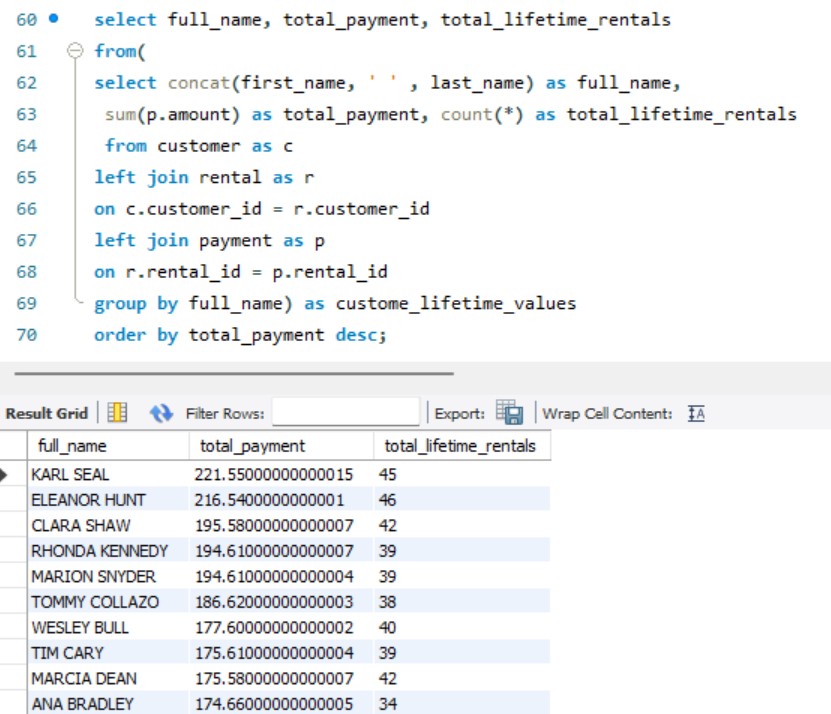 60 select full_name, total_payment, total_lifetime_rentals
61 from(
62 select concat(first_name, ' ' , last_name) as full_name,
63 sum(p.amount) as total_payment, count(*) as total_lifetime_rentals
64 from customer as c
65 left join rental as r
66 on c.customer_id = r.customer_id
67 left join payment as p
68 on r.rental_id = p.rental_id
69 group by full_name) as custome_lifetime_values
70 order by total_payment desc;
Result Grid Filter Rows: Export: Wrap Cell Content: IA
full_name total_payment total_lifetime_rentals
KARL SEAL 221.55000000000015 45
ELEANOR HUNT 216.5400000000001 46
CLARA SHAW 195.58000000000007 42
RHONDA KENNEDY 194.61000000000007 39
MARION SNYDER 194.61000000000004 39
TOMMY COLLAZO 186.62000000000003 38
WESLEY BULL 177.60000000000002 40
TIM CARY 175.61000000000004 39
MARCIA DEAN 175.58000000000007 42
ANA BRADLEY 174.66000000000005 34